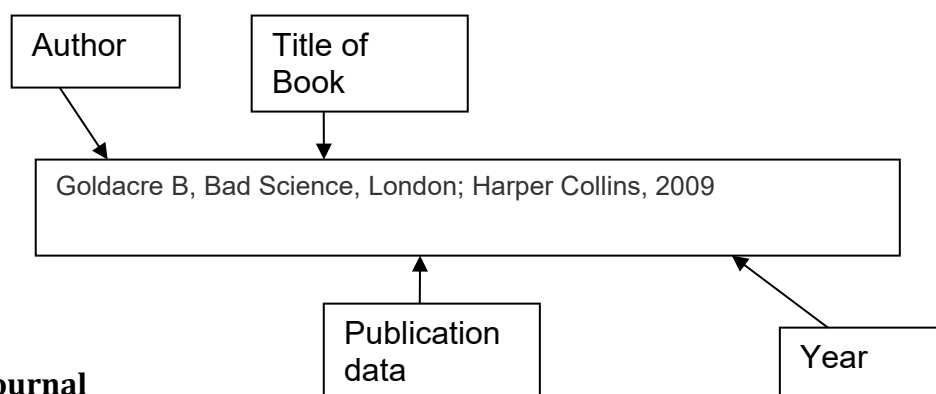 Author
Title of
Book
Goldacre B, Bad Science, London; Harper Collins, 2009
Publication
data
Year